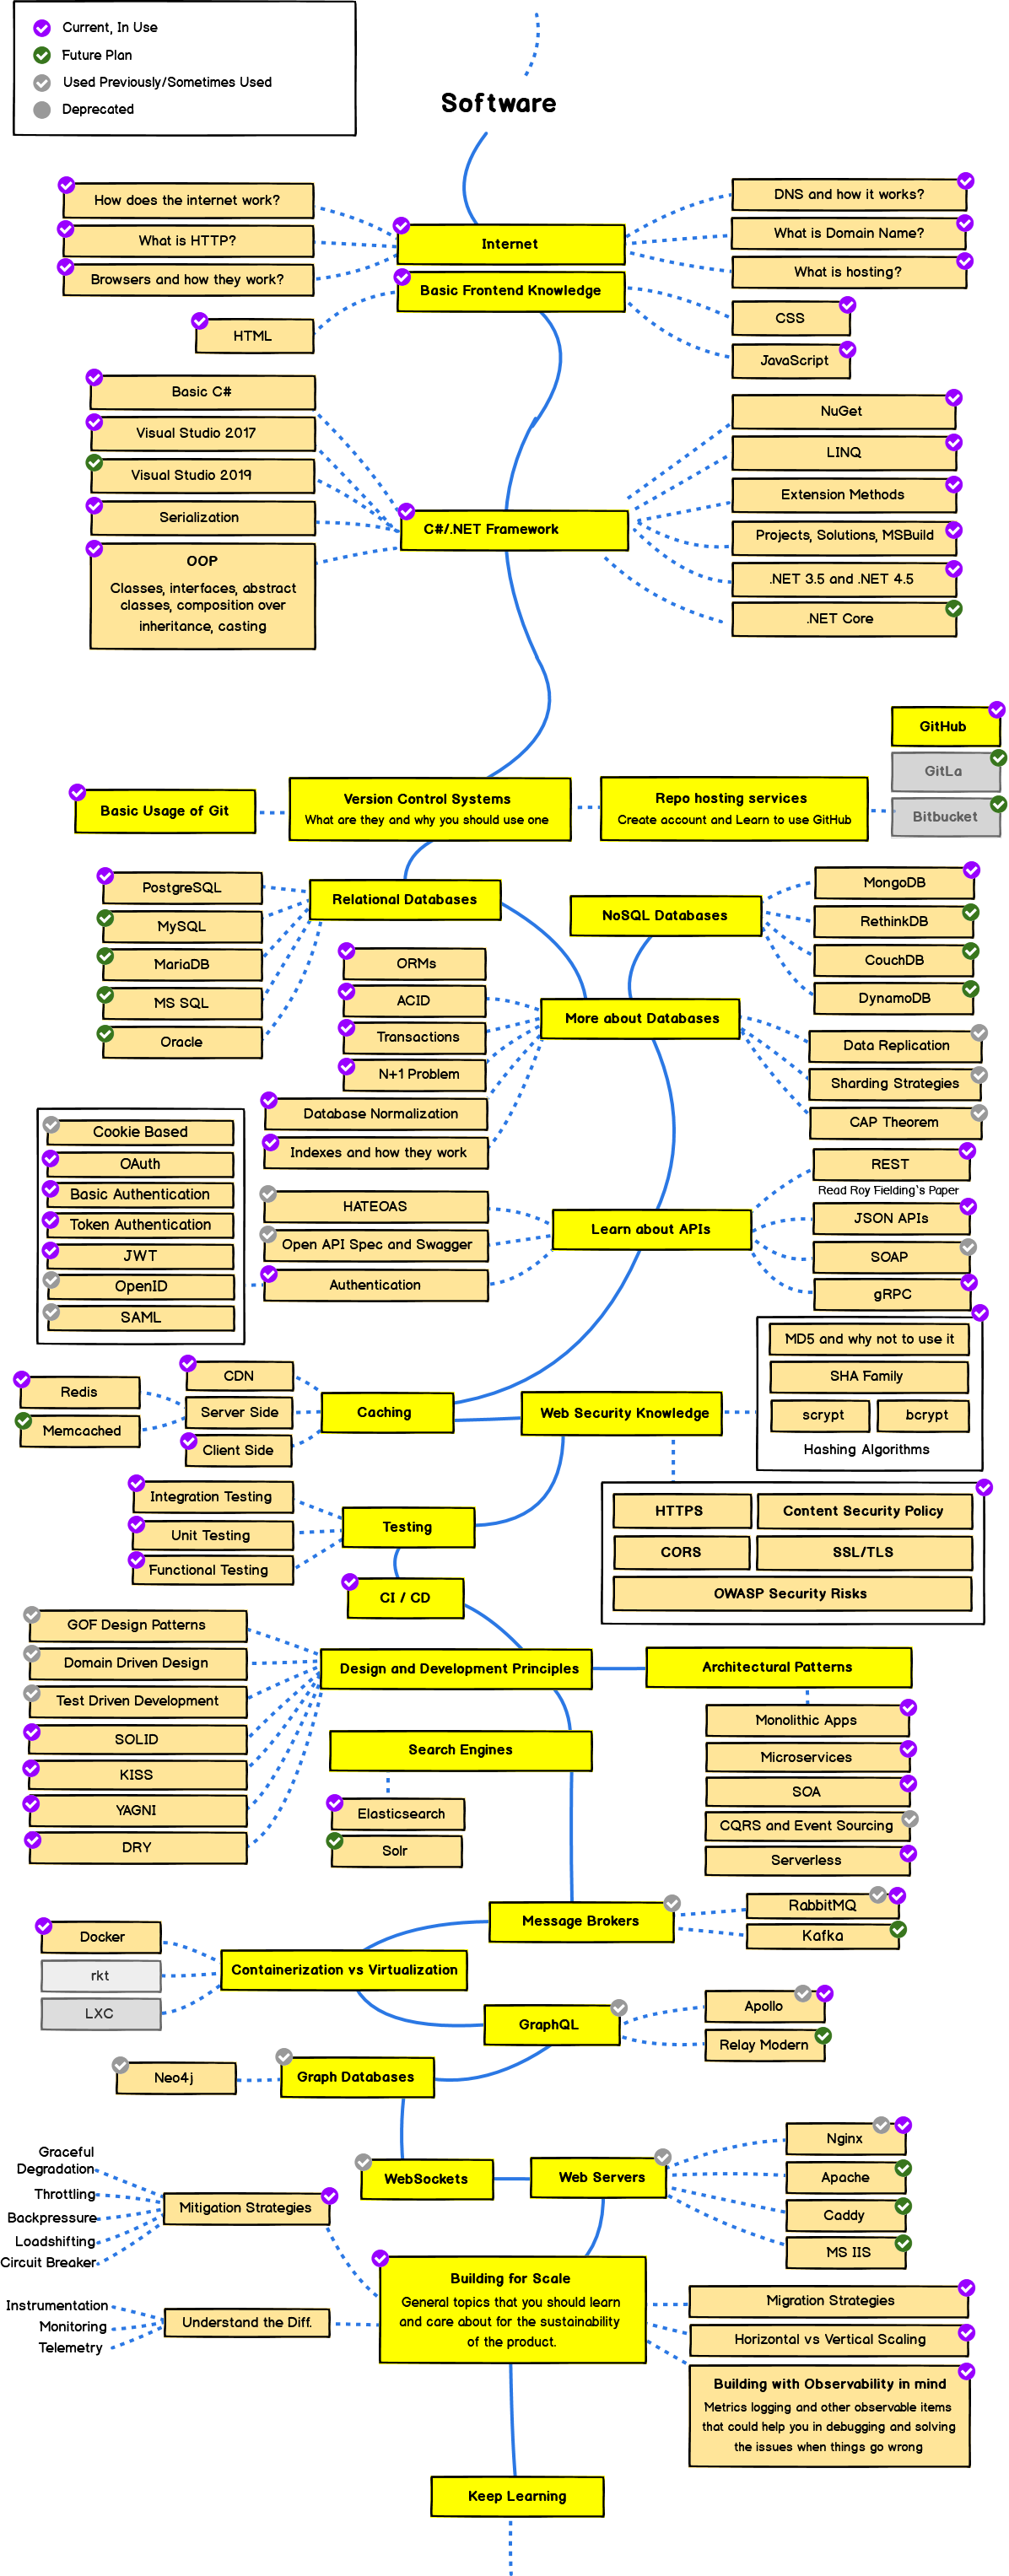 Current, In Use
Future Plan
Used Previously/Sometimes Used
Deprecated
Software
How does the internet work?
What is HTTP?
Browsers and how they work?
Internet
DNS and how it works?
What is Domain Name?
What is hosting?
Basic Frontend Knowledge
HTML
CSS
JavaScript
Basic C#
Visual Studio 2017
Visual Studio 2019
Serialization
OOP
Classes, interfaces, abstract
classes, composition over
inheritance, casting
C#/.NET Framework
NuGet
LINQ
Extension Methods
Projects, Solutions, MSBuild
.NET 3.5 and .NET 4.5
.NET Core
GitHub
GitLa
Bitbucket
Basic Usage of Git
Version Control Systems
What are they and why you should use one
Repo hosting services
Create account and Learn to use GitHub
Relational Databases
PostgreSQL
MySQL
MariaDB
MS SQL
Oracle
NoSQL Databases
MongoDB
RethinkDB
CouchDB
DynamoDB
More about Databases
ORMs
ACID
Transactions
N+1 Problem
Database Normalization
Indexes and how they work
Data Replication
Sharding Strategies
CAP Theorem
Cookie Based
OAuth
Basic Authentication
Token Authentication
JWT
OpenID
SAML
HATEOAS
Open API Spec and Swagger
Authentication
Learn about APIs
REST
Read Roy Fielding's Paper
JSON APIs
SOAP
gRPC
MD5 and why not to use it
SHA Family
scrypt
bcrypt
Hashing Algorithms
Redis
Memcached
CDN
Server Side
Client Side
Caching
Web Security Knowledge
HTTPS
Content Security Policy
CORS
SSL/TLS
OWASP Security Risks
Integration Testing
Unit Testing
Functional Testing
Testing
CI / CD
GOF Design Patterns
Domain Driven Design
Test Driven Development
SOLID
KISS
YAGNI
DRY
Design and Development Principles
Architectural Patterns
Monolithic Apps
Microservices
SOA
CQRS and Event Sourcing
Serverless
Search Engines
Elasticsearch
Solr
Message Brokers
RabbitMQ
Kafka
Docker
rkt
LXC
Containerization vs Virtualization
GraphQL
Apollo
Relay Modern
Neo4j
Graph Databases
WebSockets
Web Servers
Nginx
Apache
Caddy
MS IIS
Graceful
Degradation
Throttling
Backpressure
Loadshifting
Circuit Breaker
Mitigation Strategies
Instrumentation
Monitoring
Telemetry
Understand the Diff.
Building for Scale
General topics that you should learn
and care about for the sustainability
of the product.
Migration Strategies
Horizontal vs Vertical Scaling
Building with Observability in mind
Metrics logging and other observable items
that could help you in debugging and solving
the issues when things go wrong
Keep Learning